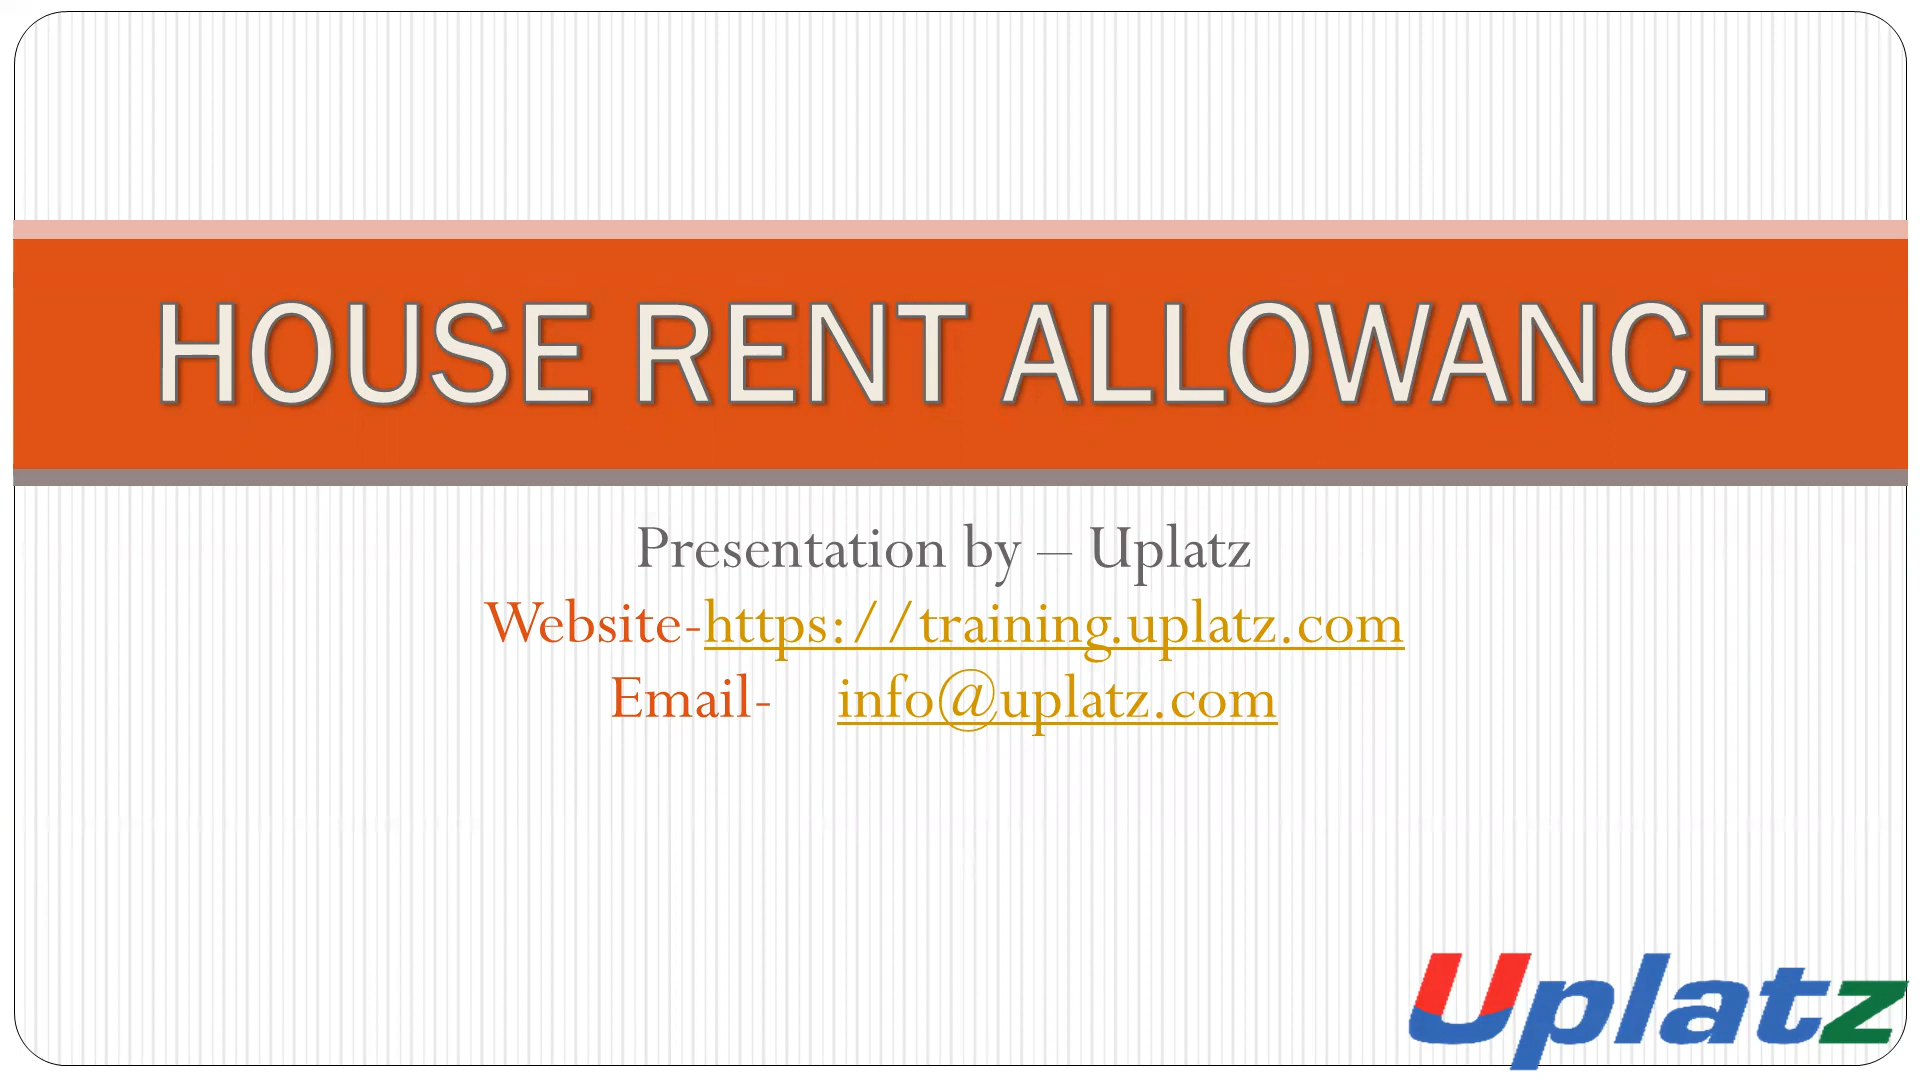 HOUSE RENT ALLOWANCE
Presentation by – Uplatz
Website-https://training.uplatz.com
Email- info@uplatz.com
Uplatz